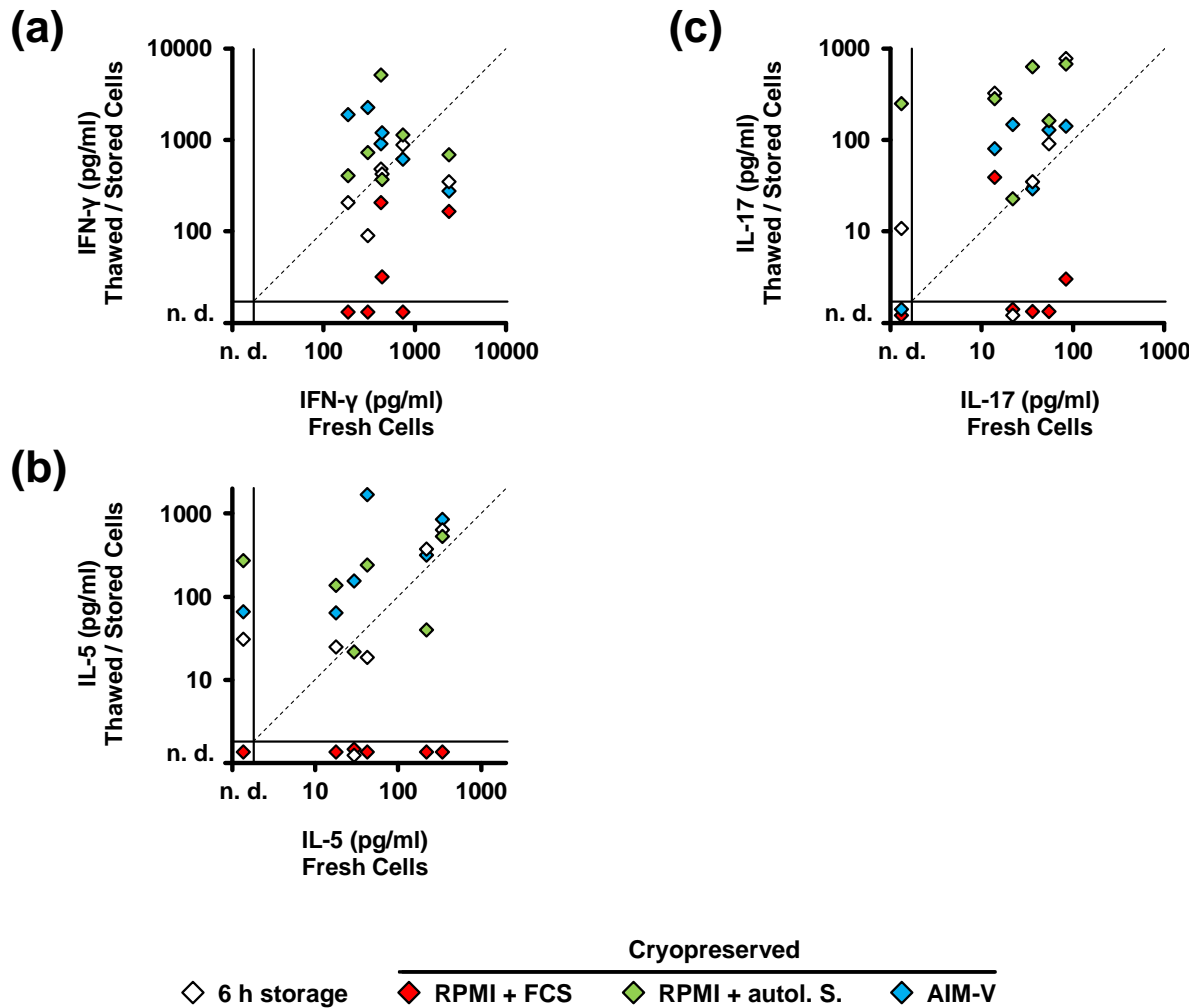 (a)
IFN-γ (pg/ml)
Thawed / Stored Cells
10000
1000
100
n. d.
n. d.
100
1000
10000
IFN-γ (pg/ml)
Fresh Cells
(c)
IL-17 (pg/ml)
Thawed / Stored Cells
1000
100
10
n. d.
n. d.
10
100
1000
IL-17 (pg/ml)
Fresh Cells
(b)
IL-5 (pg/ml)
Thawed / Stored Cells
1000
100
10
n. d.
n. d.
10
100
1000
IL-5 (pg/ml)
Fresh Cells
Cryopreserved
6 h storage
RPMI + FCS
RPMI + autol. S.
AIM-V